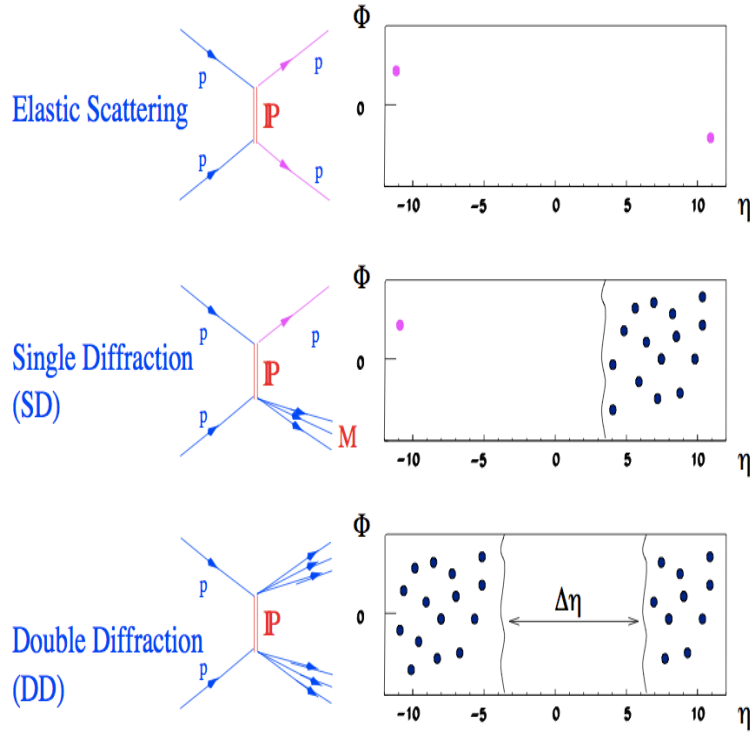 Φ
p
p
Elastic Scattering
ℙ
0
p
p
-10 -5 0 5 10 η
Φ
p
p
Single Diffraction
(SD)
ℙ
0
p
M
-10 -5 0 5 10 η
Φ
p
ℙ
0
Δη
Double Diffraction
(DD)
p
-10 -5 0 5 10 η